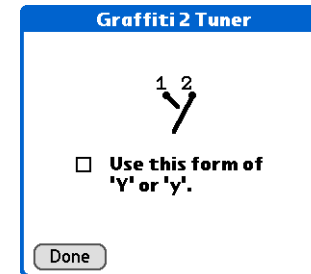 Graffiti 2 Tuner
1 2
Use this form of
'Y' or 'y'.
Done